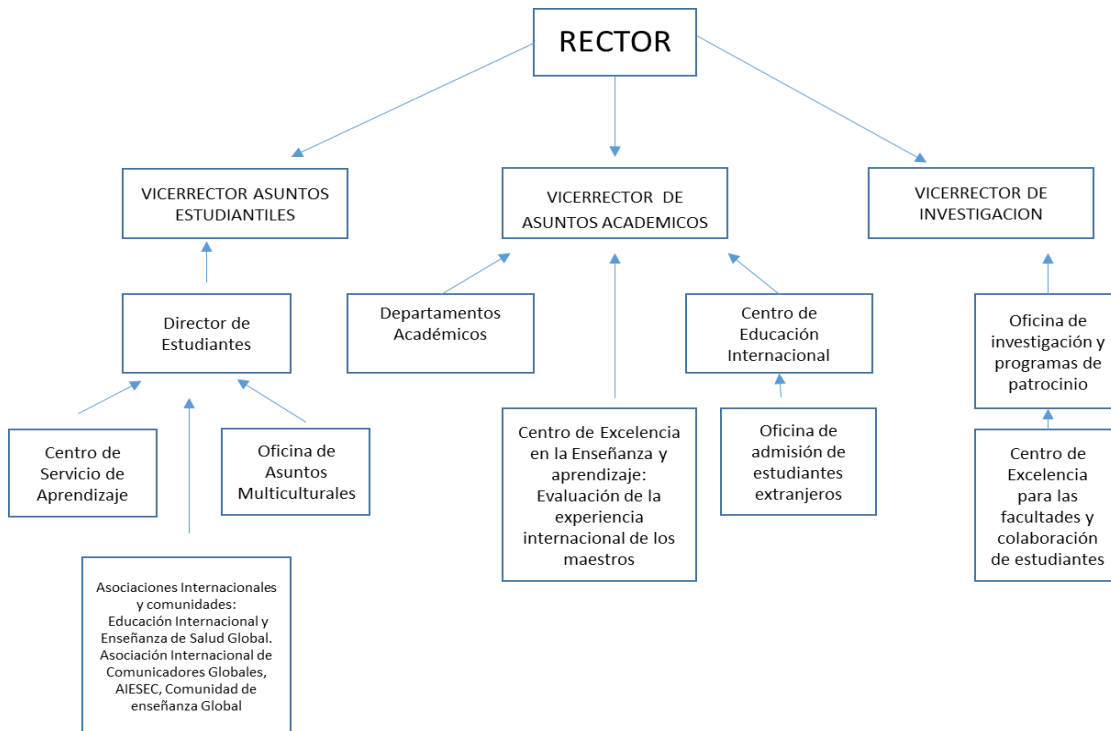 RECTOR
VICERRECTOR ASUNTOS
ESTUDIANTILES
VICERRECTOR DE
ASUNTOS ACADEMICOS
VICERRECTOR DE
INVESTIGACION
Director de
Estudiantes
Departamentos
Académicos
Centro de
Educación
Internacional
Oficina de
investigación y
programas de
patrocinio
Centro de
Servicio de
Aprendizaje
Oficina de
Asuntos
Multiculturales
Centro de Excelencia
en la Enseñanza y
aprendizaje:
Evaluación de la
experiencia
internacional de los
maestros
Oficina de
admisión de
estudiantes
extranjeros
Centro de
Excelencia
para las
facultades y
colaboración
de estudiantes
Asociaciones Internacionales
y comunidades:
Educación Internacional y
Enseñanza de Salud Global.
Asociación Internacional de
Comunicadores Globales,
AIESEC, Comunidad de
enseñanza Global